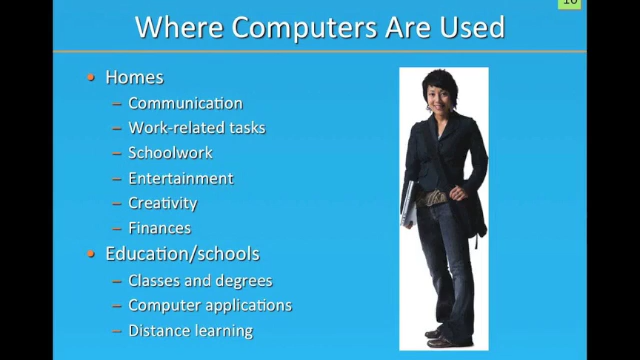 10
Where Computers Are Used
• Homes
– Communication
– Work-related tasks
– Schoolwork
– Entertainment
– Creativity
– Finances
• Education/schools
– Classes and degrees
– Computer applications
– Distance learning